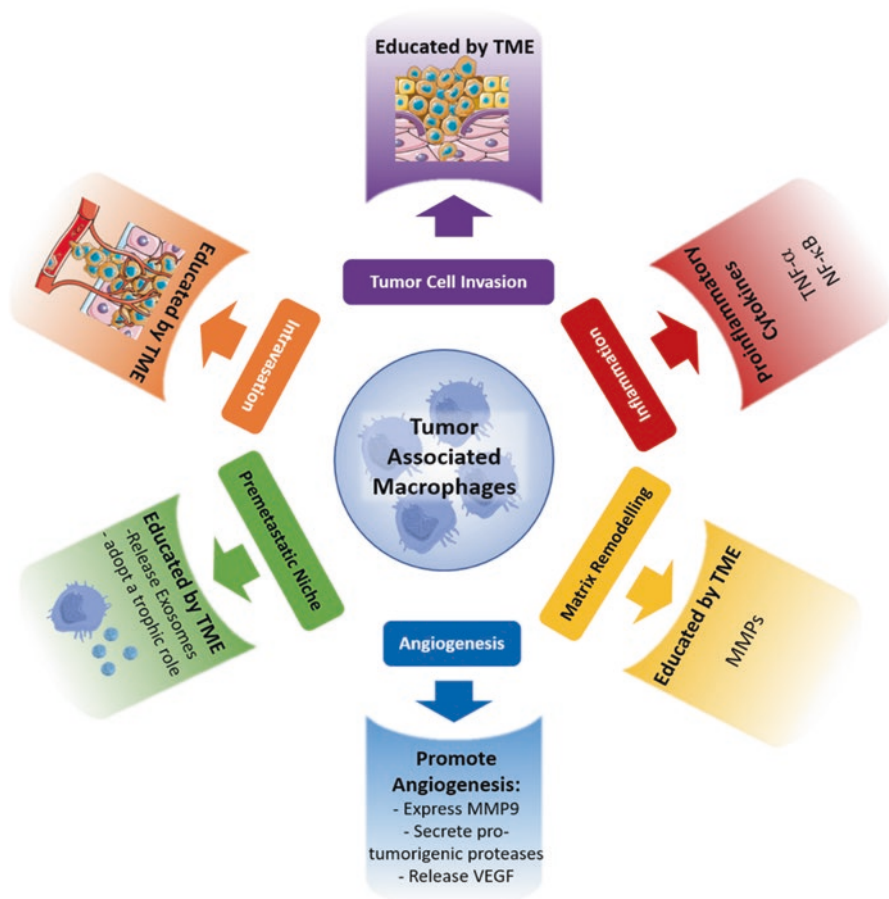 Educated by TME
Tumor Cell Invasion
Proinflammatory
Cytokines
TNF-α
NF-κB
Inflammation
Educated by TME
MMPs
Matrix Remodelling
Angiogenesis
Promote
Angiogenesis:
- Express MMP9
- Secrete pro-
tumorigenic proteases
- Release VEGF
Premetastatic Niche
Educated by TME
-Release Exosomes
- adopt a trophic role
Intravasation
Educated by TME
Tumor
Associated
Macrophages